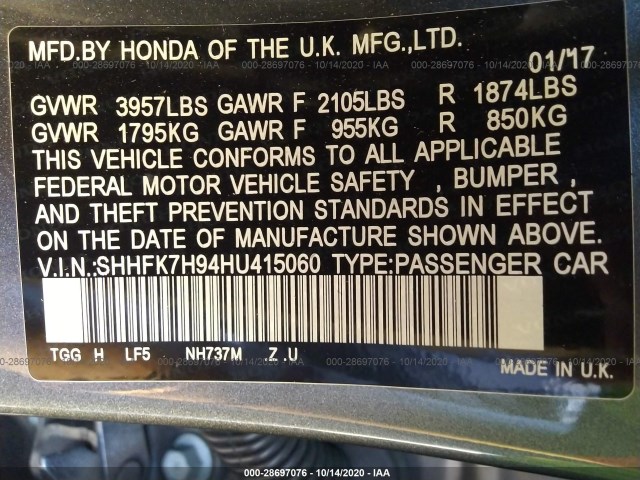 MFD.BY HONDA OF THE U.K. MFG.,LTD. 01/17
GVWR 3957LBS GAWR F 2105LBS R 1874LBS
GVWR 1795KG GAWR F 955KG R 850KG
THIS VEHICLE CONFORMS TO ALL APPLICABLE
FEDERAL MOTOR VEHICLE SAFETY , BUMPER ,
AND THEFT PREVENTION STANDARDS IN EFFECT
ON THE DATE OF MANUFACTURE SHOWN ABOVE.
V.I.N.:SHHFK7H94HU415060 TYPE:PASSENGER CAR
TGG H LF5 NH737M .Z .U
MADE IN U.K.
000-28697076 - 10/14/2020 - IAA